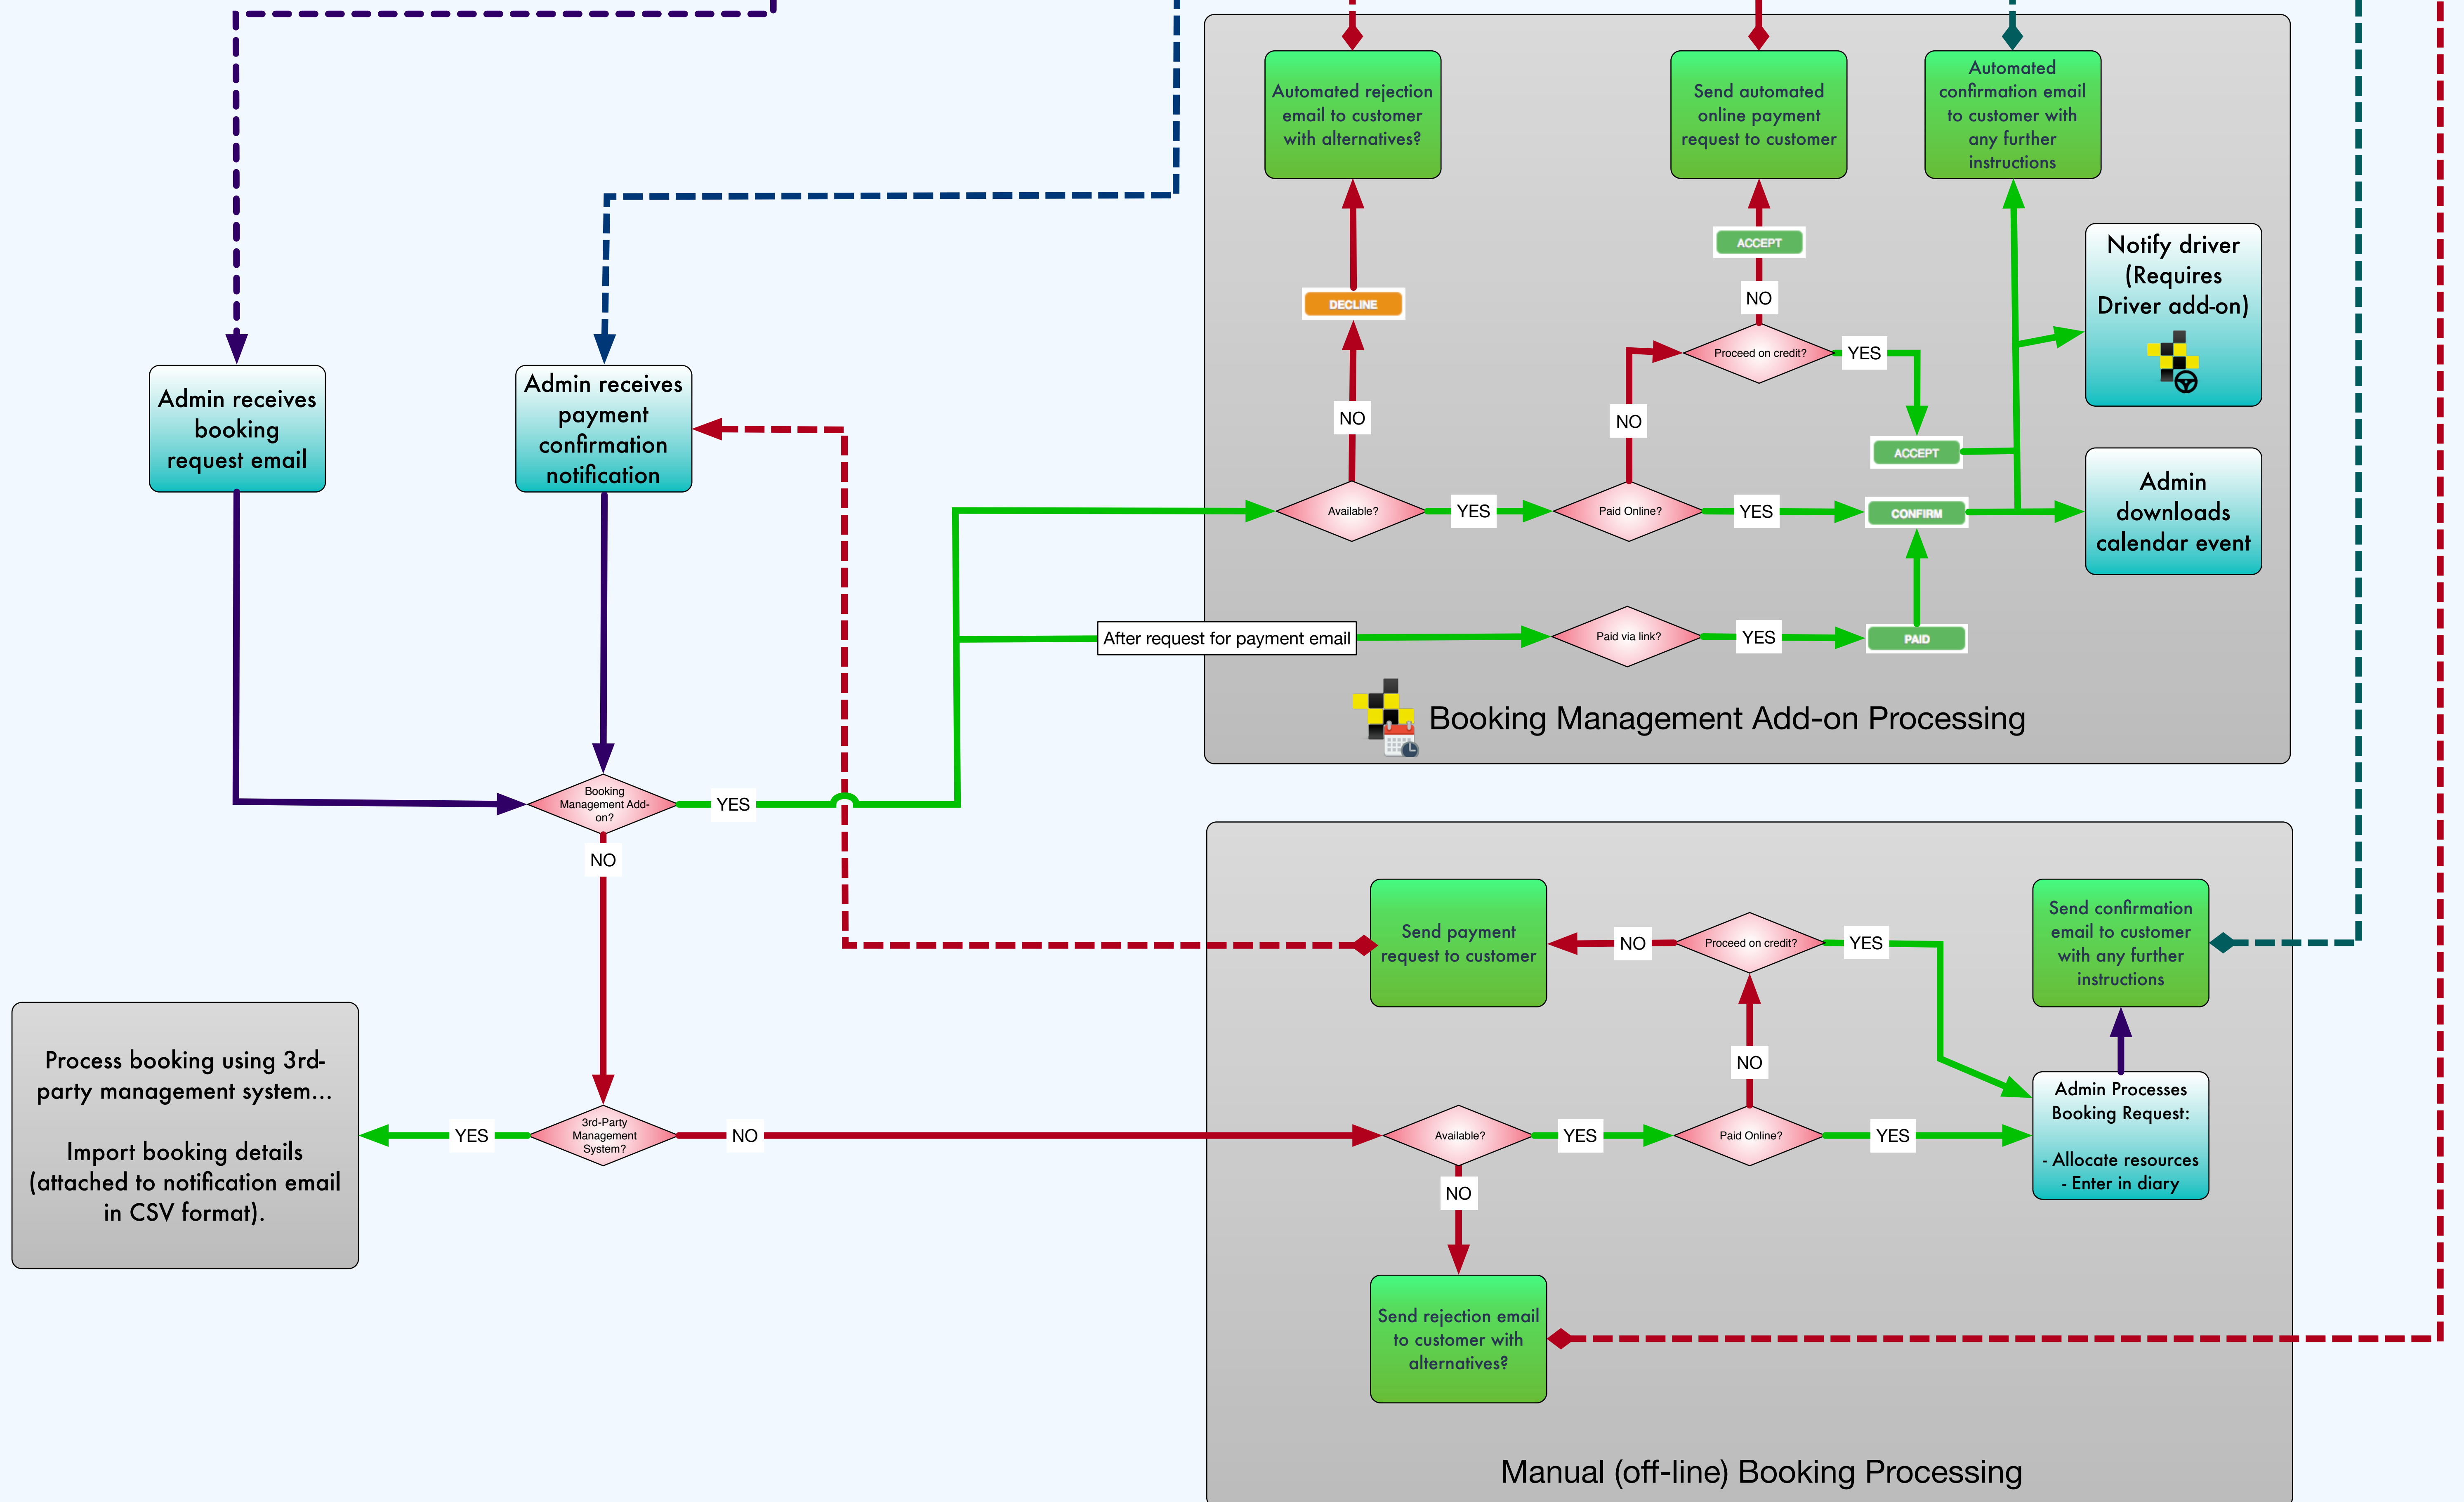 Automated rejection
email to customer
with alternatives?
Send automated
online payment
request to customer
Automated
confirmation email
to customer with
any further
instructions
Notify driver
(Requires
Driver add-on)
ACCEPT
NO
DECLINE
Proceed on credit?
YES
NO
NO
ACCEPT
Admin receives
booking
request email
Admin receives
payment
confirmation
notification
Available?
YES
Paid Online?
YES
CONFIRM
Admin
downloads
calendar event
After request for payment email
Paid via link?
YES
PAID
Booking Management Add-on Processing
Booking
Management Add-
on?
YES
NO
Send payment
request to customer
NO
Proceed on credit?
YES
Send confirmation
email to customer
with any further
instructions
NO
Process booking using 3rd-
party management system...
Import booking details
(attached to notification email
in CSV format).
YES
3rd-Party
Management
System?
NO
Available?
YES
Paid Online?
YES
Admin Processes
Booking Request:
- Allocate resources
- Enter in diary
NO
Send rejection email
to customer with
alternatives?
Manual (off-line) Booking Processing